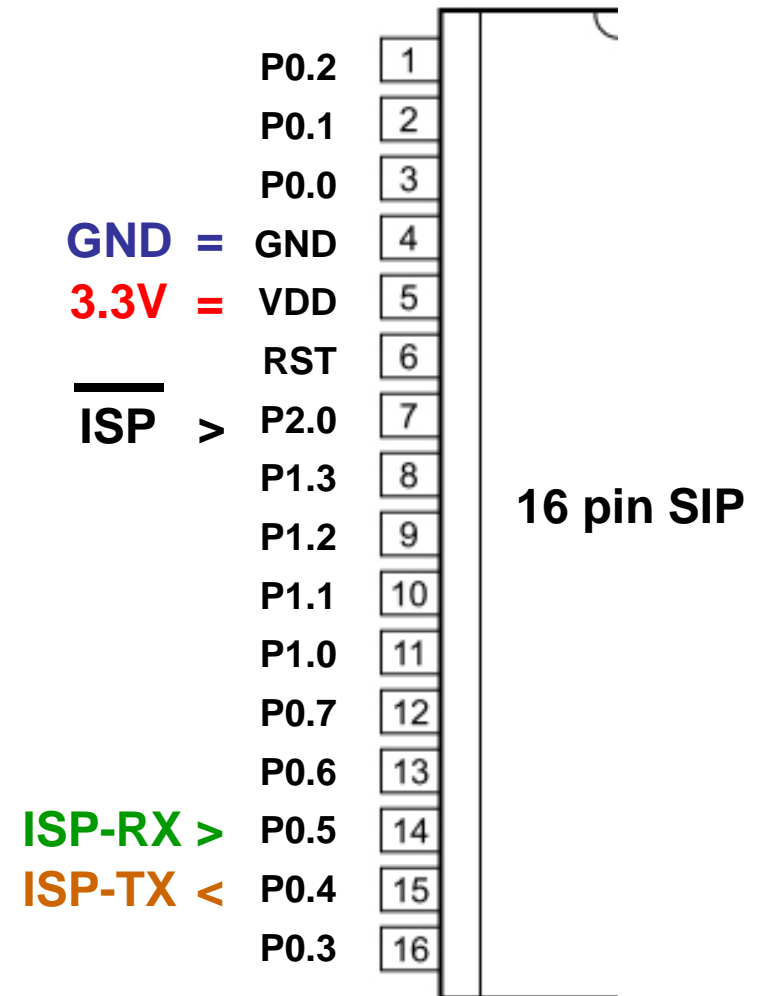 P0.2 1
P0.1 2
P0.0 3
GND = GND 4
3.3V = VDD 5
RST 6
ISP > P2.0 7
P1.3 8
16 pin SIP
P1.2 9
P1.1 10
P1.0 11
P0.7 12
P0.6 13
ISP-RX > P0.5 14
ISP-TX < P0.4 15
P0.3 16